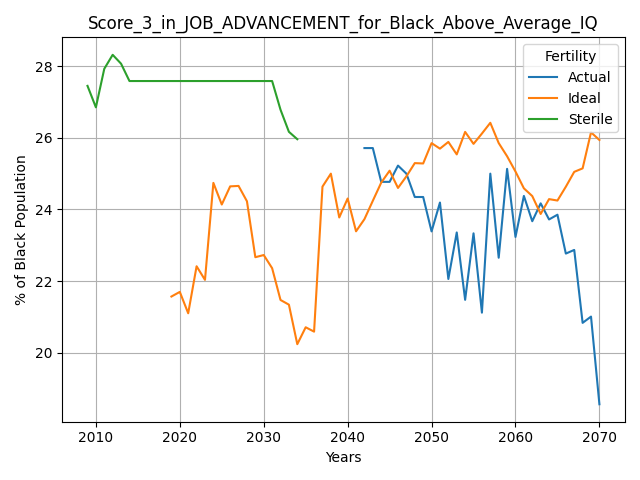 Score_3_in_JOB_ADVANCEMENT_for_Black_Above_Average_IQ
Fertility
Actual
Ideal
Sterile
% of Black Population
28
26
24
22
20
2010
2020
2030
2040
2050
2060
2070
Years